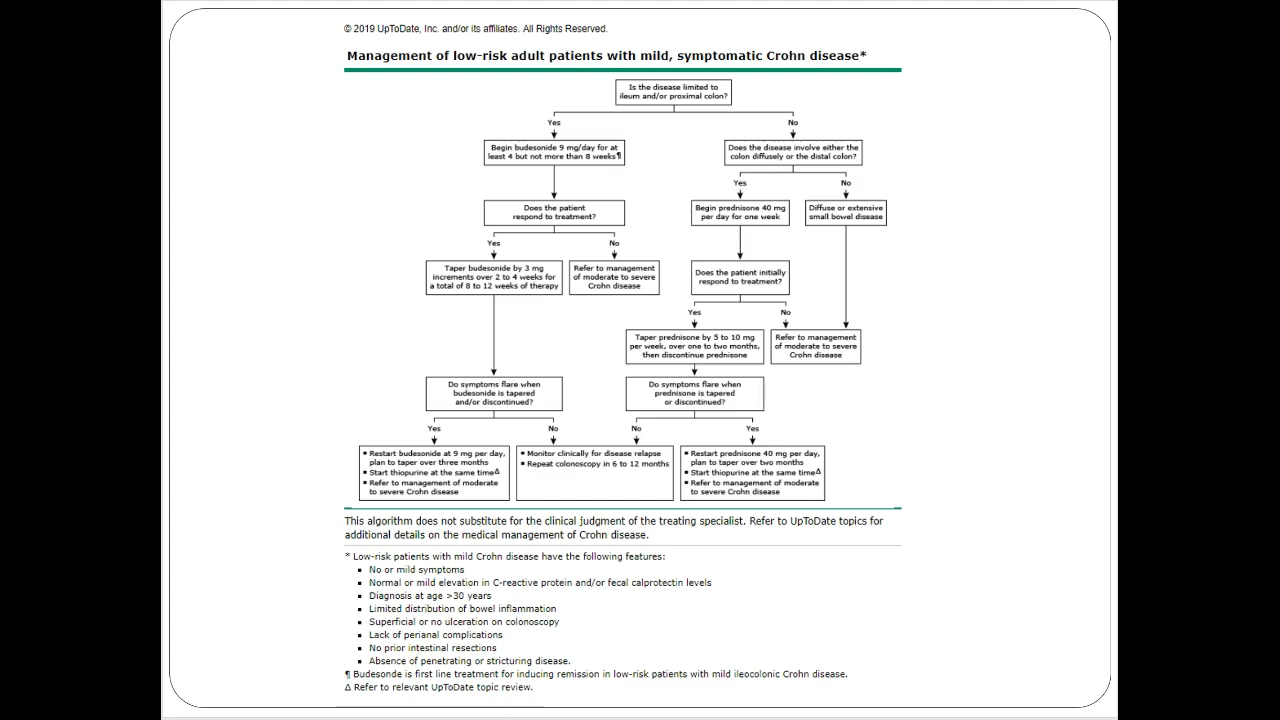 © 2019 UpToDate, Inc. and/or its affiliates. All Rights Reserved.
Management of low-risk adult patients with mild, symptomatic Crohn disease*
Is the disease limited to
ileum and/or proximal colon?
Yes
No
Begin budesonide 9 mg/day for at
least 4 but not more than 8 weeks¶
Does the disease involve either the
colon diffusely or the distal colon?
Yes
No
Does the patient
respond to treatment?
Begin prednisone 40 mg
per day for one week
Diffuse or extensive
small bowel disease
Yes
No
Taper budesonide by 3 mg
increments over 2 to 4 weeks for
a total of 8 to 12 weeks of therapy
Refer to management
of moderate to severe
Crohn disease
Does the patient initially
respond to treatment?
Yes
No
Taper prednisone by 5 to 10 mg
per week, over one to two months,
then discontinue prednisone
Refer to management
of moderate to severe
Crohn disease
Do symptoms flare when
budesonide is tapered
and/or discontinued?
Do symptoms flare when
prednisone is tapered
or discontinued?
Yes
No
No
Yes
▪ Restart budesonide at 9 mg per day,
plan to taper over three months
▪ Start thiopurine at the same timeΔ
▪ Refer to management of moderate
to severe Crohn disease
▪ Monitor clinically for disease relapse
▪ Repeat colonoscopy in 6 to 12 months
▪ Restart prednisone 40 mg per day,
plan to taper over two months
▪ Start thiopurine at the same timeΔ
▪ Refer to management of moderate
to severe Crohn disease
This algorithm does not substitute for the clinical judgment of the treating specialist. Refer to UpToDate topics for
additional details on the medical management of Crohn disease.
* Low-risk patients with mild Crohn disease have the following features:
▪ No or mild symptoms
▪ Normal or mild elevation in C-reactive protein and/or fecal calprotectin levels
▪ Diagnosis at age >30 years
▪ Limited distribution of bowel inflammation
▪ Superficial or no ulceration on colonoscopy
▪ Lack of perianal complications
▪ No prior intestinal resections
▪ Absence of penetrating or stricturing disease.
¶ Budesonde is first line treatment for inducing remission in low-risk patients with mild ileocolonic Crohn disease.
Δ Refer to relevant UpToDate topic review.